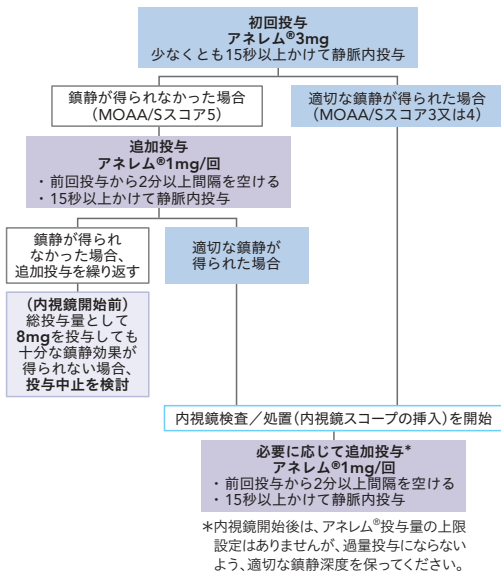 初回投与
アネレム®3mg
少なくとも15秒以上かけて静脈内投与
鎮静が得られなかった場合
（MOAA/Sスコア5）
適切な鎮静が得られた場合
（MOAA/Sスコア3又は4）
追加投与
アネレム®1mg/回
・前回投与から2分以上間隔を空ける
・15秒以上かけて静脈内投与
鎮静が得られ
なかった場合、
追加投与を繰り返す
適切な鎮静が
得られた場合
（内視鏡開始前）
総投与量として
8mgを投与しても
十分な鎮静効果が
得られない場合、
投与中止を検討
内視鏡検査／処置（内視鏡スコープの挿入）を開始
必要に応じて追加投与*
アネレム®1mg/回
・前回投与から2分以上間隔を空ける
・15秒以上かけて静脈内投与
*内視鏡開始後は、アネレム®投与量の上限
設定はありませんが、過量投与にならない
よう、適切な鎮静深度を保ってください。